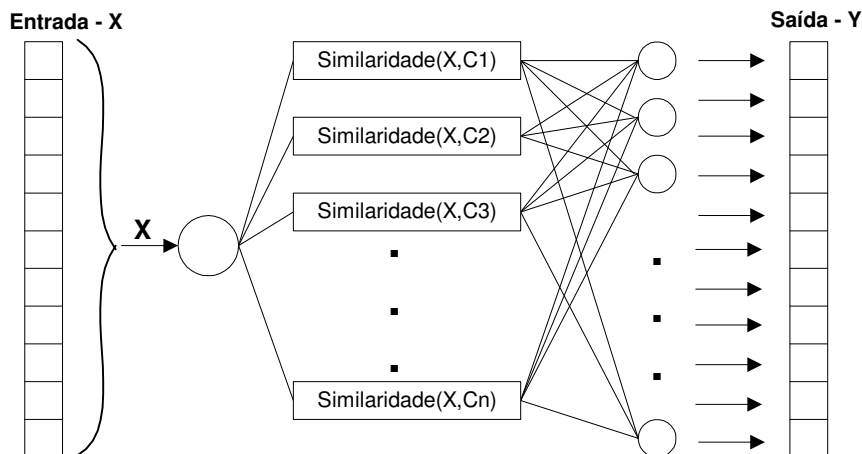 Entrada - X
Saída - Y
Similaridade(X,C1)
Similaridade(X,C2)
Similaridade(X,C3)
X
Similaridade(X,Cn)